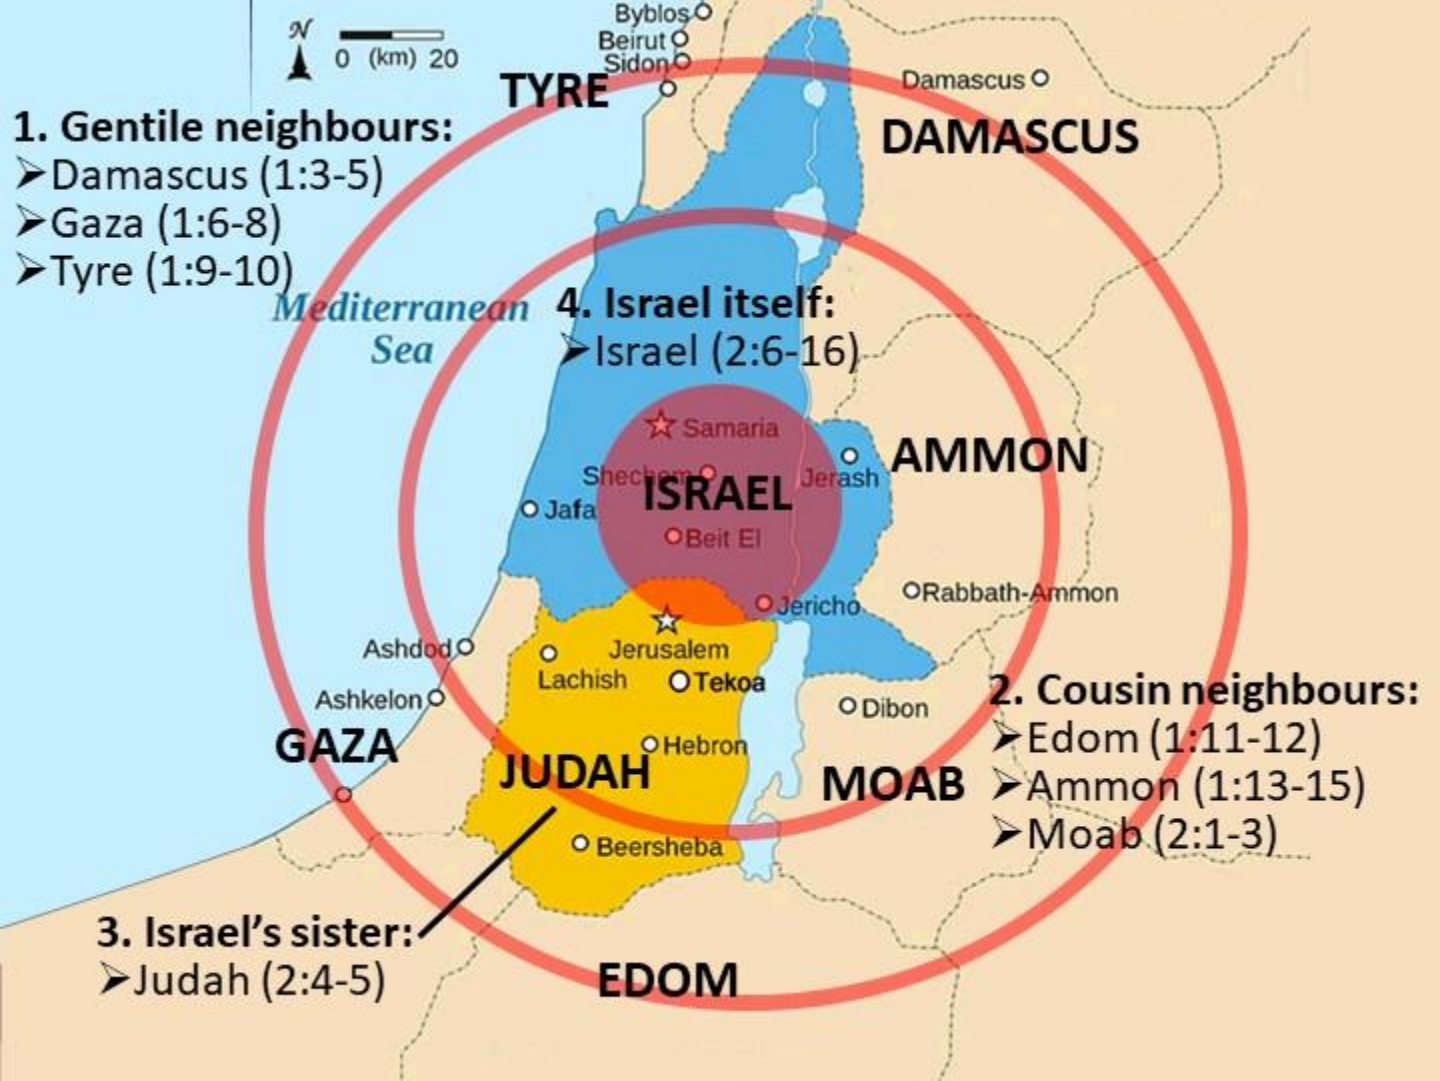 Byblos
N
0 (km) 20
Beirut
Sidon
TYRE
Damascus
DAMASCUS
1. Gentile neighbours:
➢Damascus (1:3-5)
➢Gaza (1:6-8)
➢Tyre (1:9-10)
Mediterranean
Sea
4. Israel itself:
➢Israel (2:6-16)
Samaria
Shechem
ISRAEL
Jerash
AMMON
Jafa
Beit El
Rabbath-Ammon
Jericho
Ashdod
Jerusalem
Lachish
Tekoa
Ashkelon
Dibon
GAZA
Hebron
JUDAH
MOAB
2. Cousin neighbours:
➢Edom (1:11-12)
➢Ammon (1:13-15)
➢Moab (2:1-3)
Beersheba
3. Israel’s sister:
➢Judah (2:4-5)
EDOM